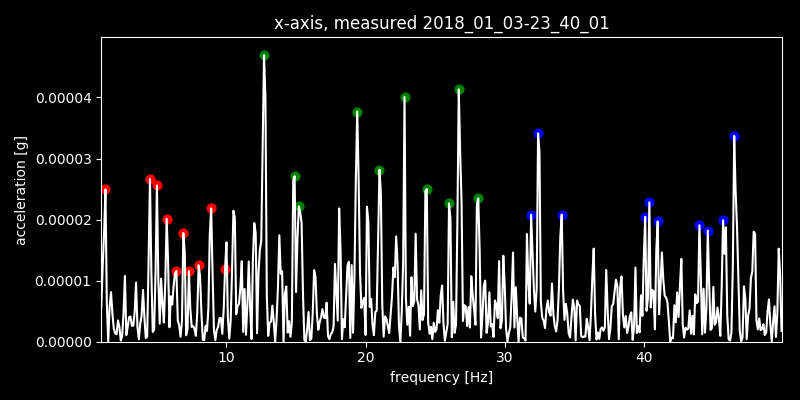 x-axis, measured 2018_01_03-23_40_01
acceleration [g]
0.00004
0.00003
0.00002
0.00001
0.00000
10 20 30 40
frequency [Hz]